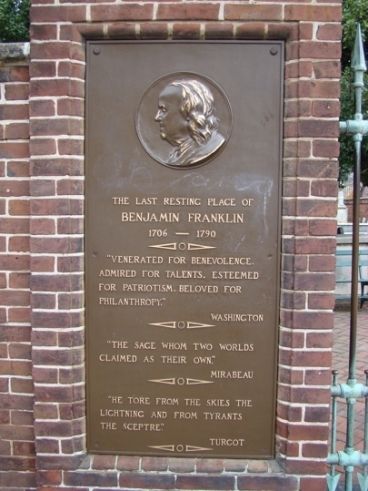 THE LAST RESTING PLACE OF
BENJAMIN FRANKLIN
1706 — 1790
"VENERATED FOR BENEVOLENCE.
ADMIRED FOR TALENTS. ESTEEMED
FOR PATRIOTISM. BELOVED FOR
PHILANTHROPY."
WASHINGTON
"THE SAGE WHOM TWO WORLDS
CLAIMED AS THEIR OWN."
MIRABEAU
"HE TORE FROM THE SKIES THE
LIGHTNING AND FROM TYRANTS
THE SCEPTRE."
TURGOT